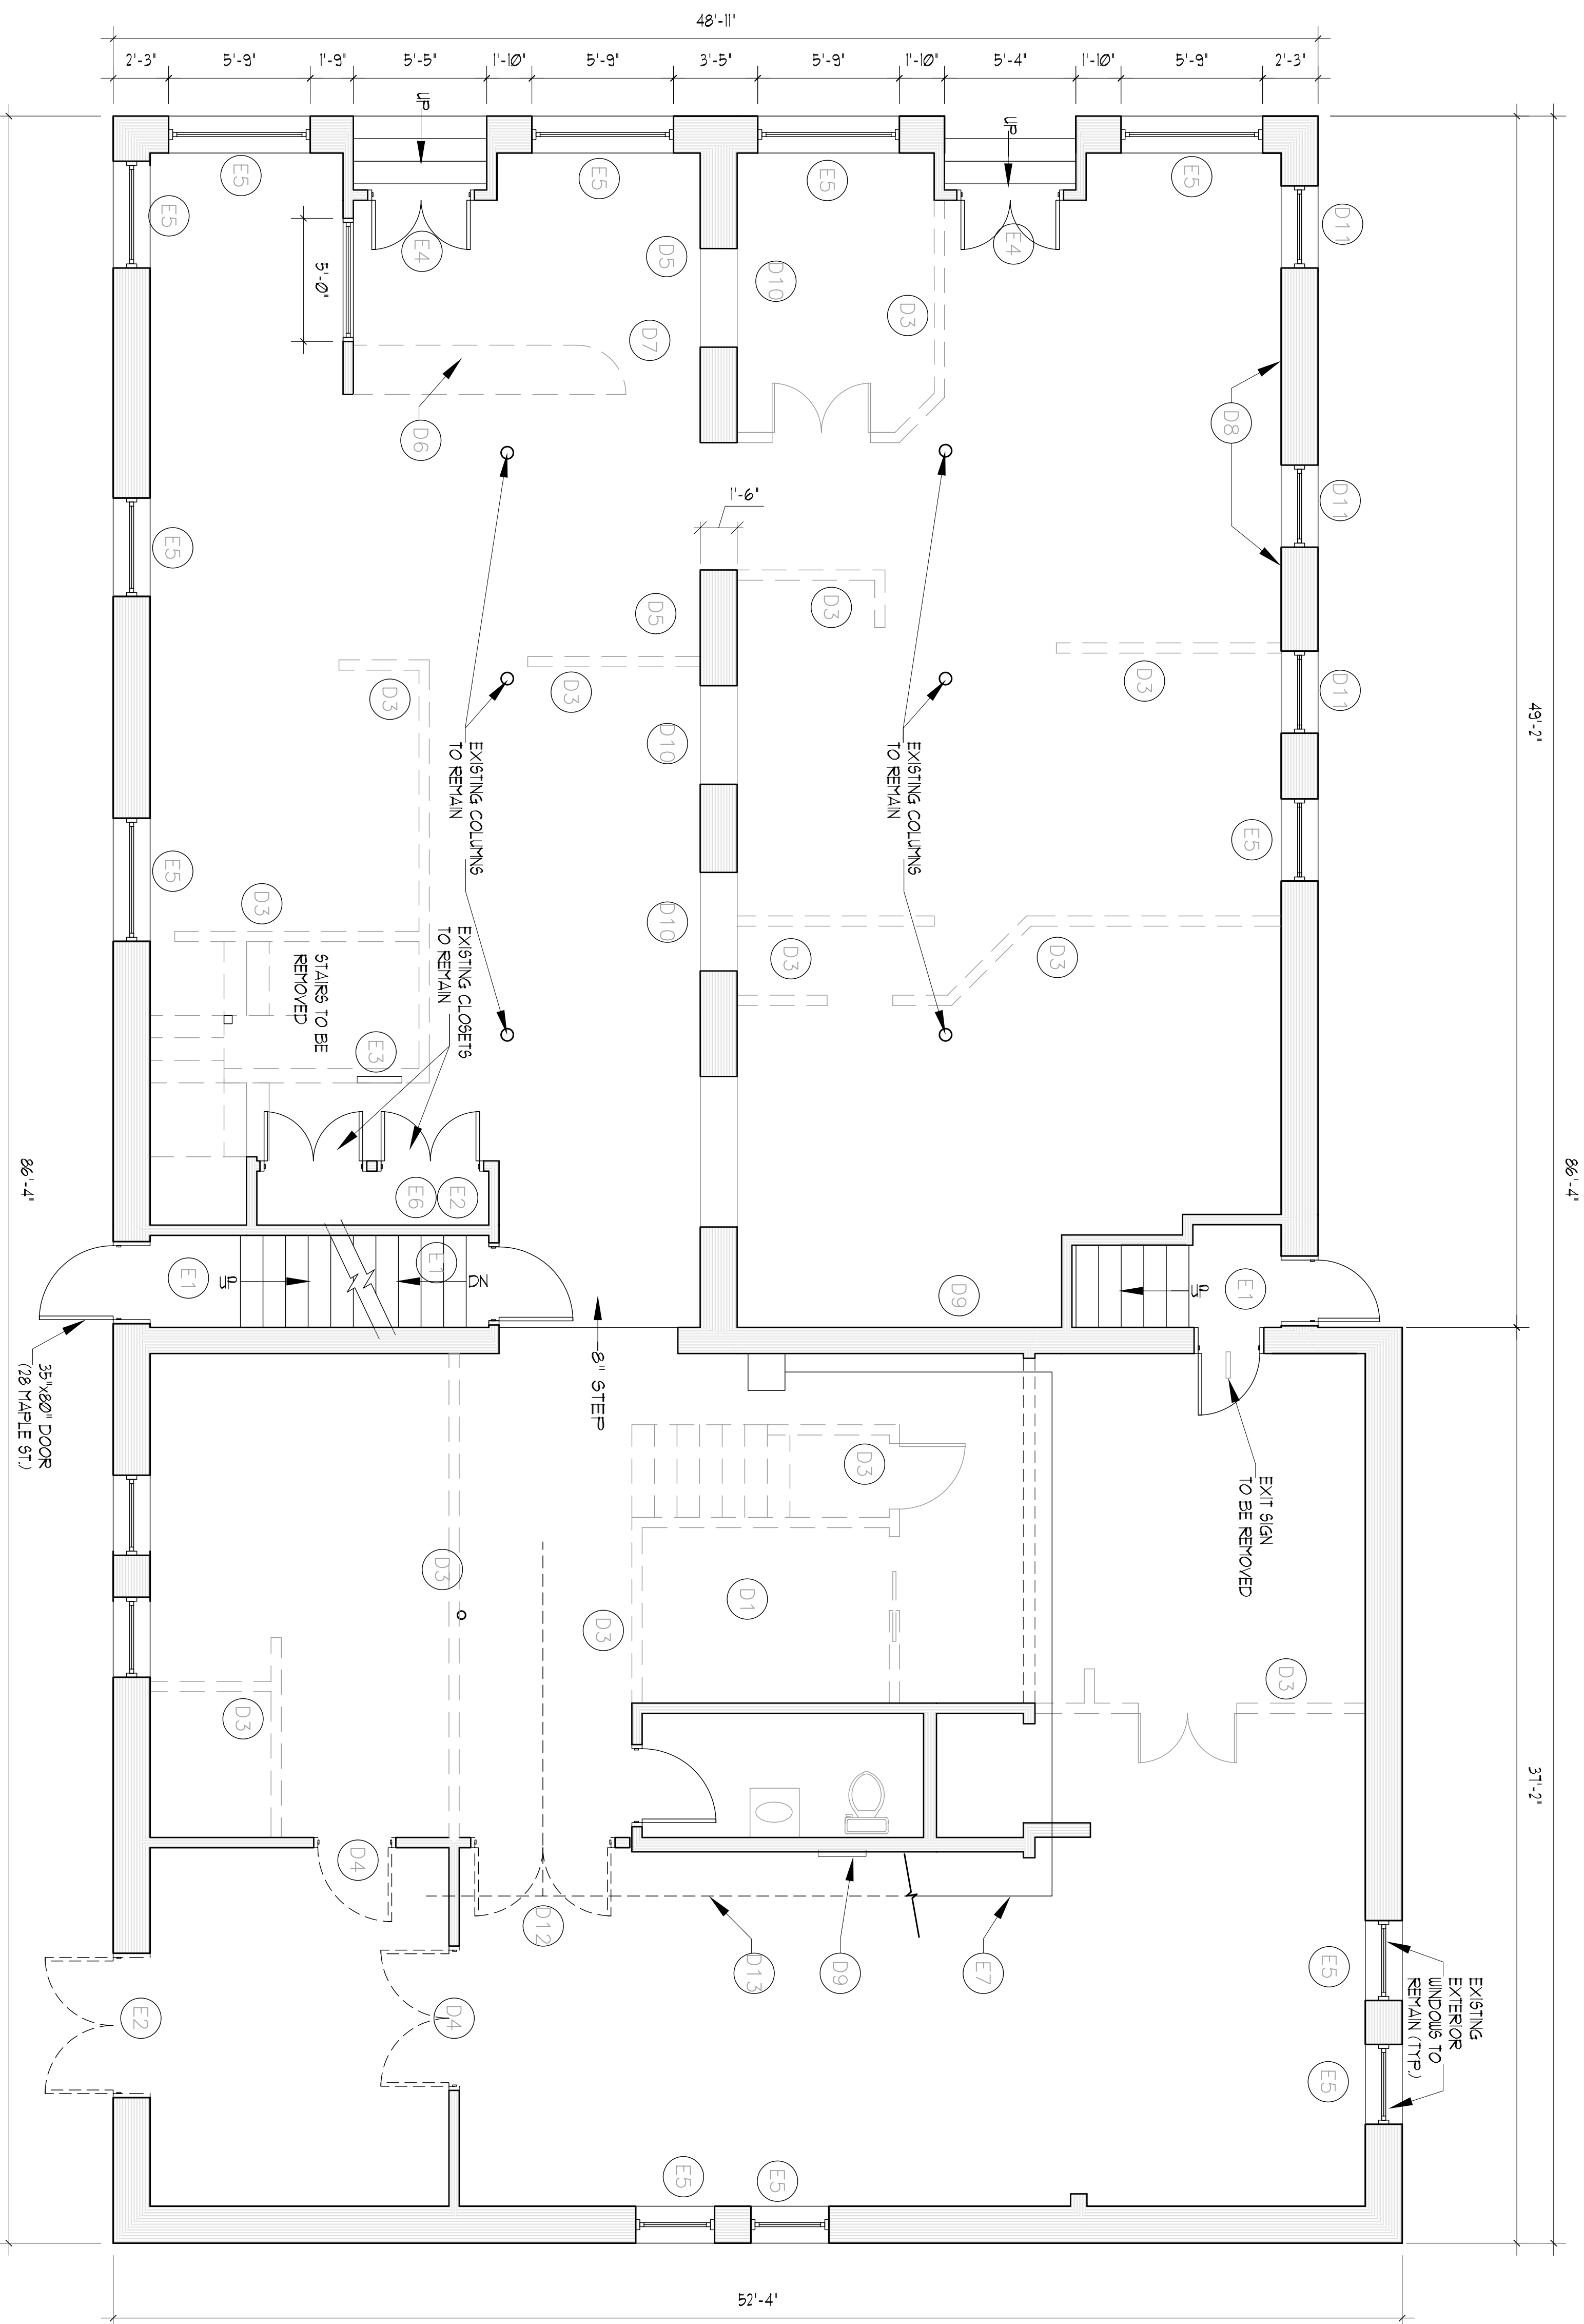 48'-11"
2'-3"
5'-9"
1'-9"
5'-5"
1'-10"
5'-9"
3'-5"
5'-9"
1'-10"
5'-4"
1'-10"
5'-9"
2'-3"
UP
UP
E5
E5
E5
E5
E5
E4
E4
D11
D5
D10
5'-0"
D3
D7
D6
D8
1'-6"
D11
E5
D3
D5
D3
D3
D3
D11
49'-2"
D10
EXISTING COLUMNS
TO REMAIN
EXISTING COLUMNS
TO REMAIN
E5
E5
D3
D10
D3
D3
EXISTING CLOSETS
TO REMAIN
STAIRS TO BE
REMOVED
E3
86'-4"
86'-4"
E6
E2
E1
E1
UP
DN
D9
UP
E1
8" STEP
35"x80" DOOR
(28 MAPLE ST.)
D3
EXIT SIGN
TO BE REMOVED
D3
D1
D3
D3
D3
37'-2"
D4
D12
D13
D9
E7
E5
EXISTING
EXTERIOR
WINDOWS TO
REMAIN (TYP.)
E2
D4
E5
E5
E5
52'-4"